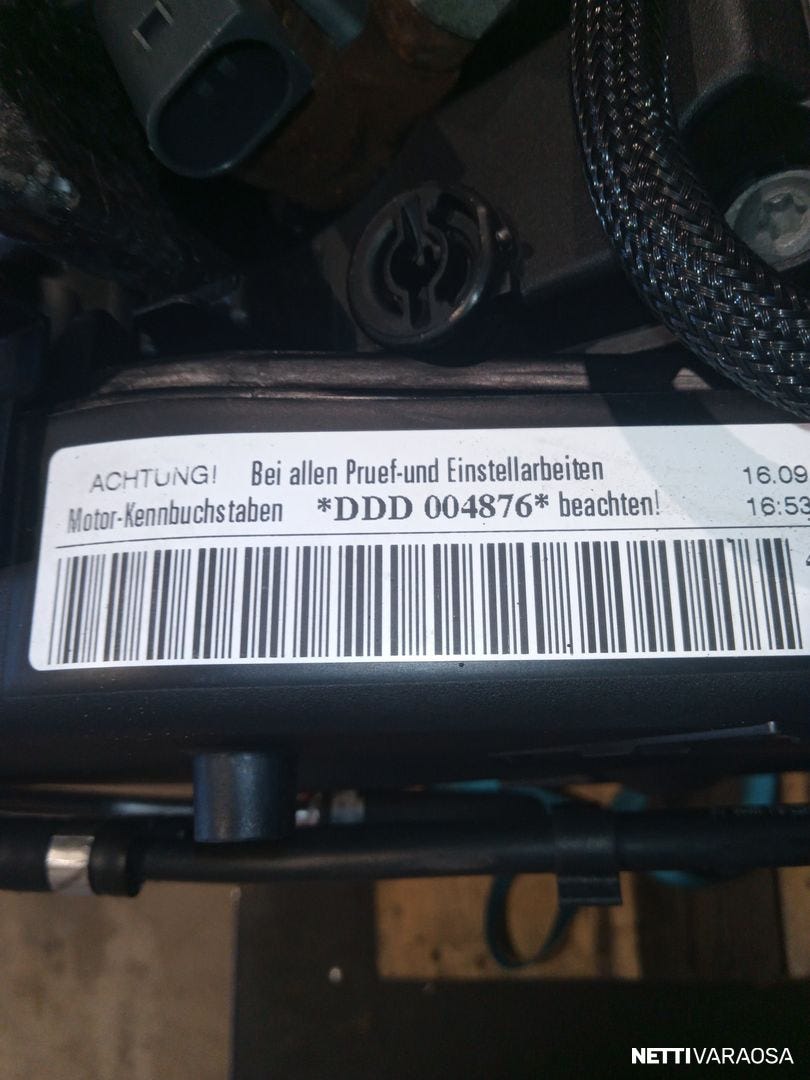 ACHTUNG! Bei allen Pruef-und Einstellarbeiten 16.09
Motor-Kennbuchstaben *DDD 004876* beachten! 16:53
NETTIVARAOSA